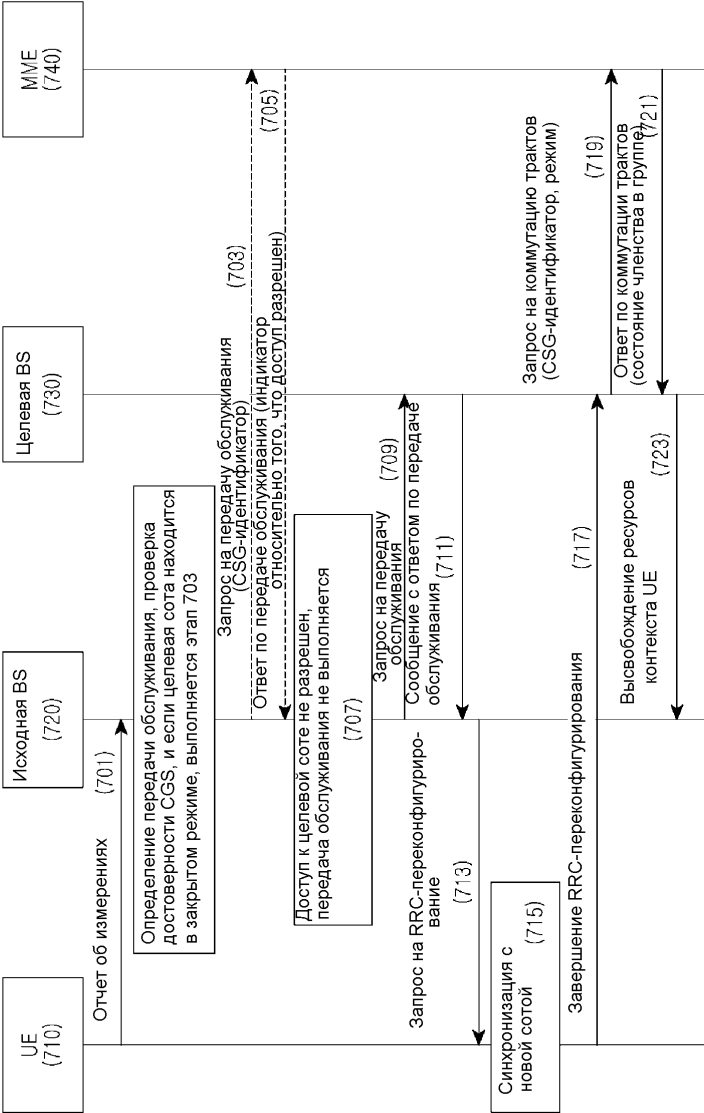 UE
(710)
Исходная BS
(720)
Целевая BS
(730)
MME
(740)
Отчет об измерениях
(701)
Определение передачи обслуживания, проверка
достоверности CGS, и если целевая сота находится
в закрытом режиме, выполняется этап 703
Запрос на передачу обслуживания
(CSG-идентификатор)
(703)
Ответ по передаче обслуживания (индикатор
относительно того, что доступ разрешен)
(705)
Доступ к целевой соте не разрешен,
передача обслуживания не выполняется
(707)
Запрос на передачу
обслуживания
(709)
Сообщение с ответом по передаче
обслуживания
(711)
Запрос на RRC-переконфигурирo-
вание
(713)
Синхронизация с
новой сотой
(715)
Завершение RRC-переконфигурирования
(717)
Запрос на коммутацию трактов
(CSG-идентификатор, режим)
(719)
Ответ по коммутации трактов
(состояние членства в группе)
(721)
Высвобождение ресурсов
контекста UE
(723)